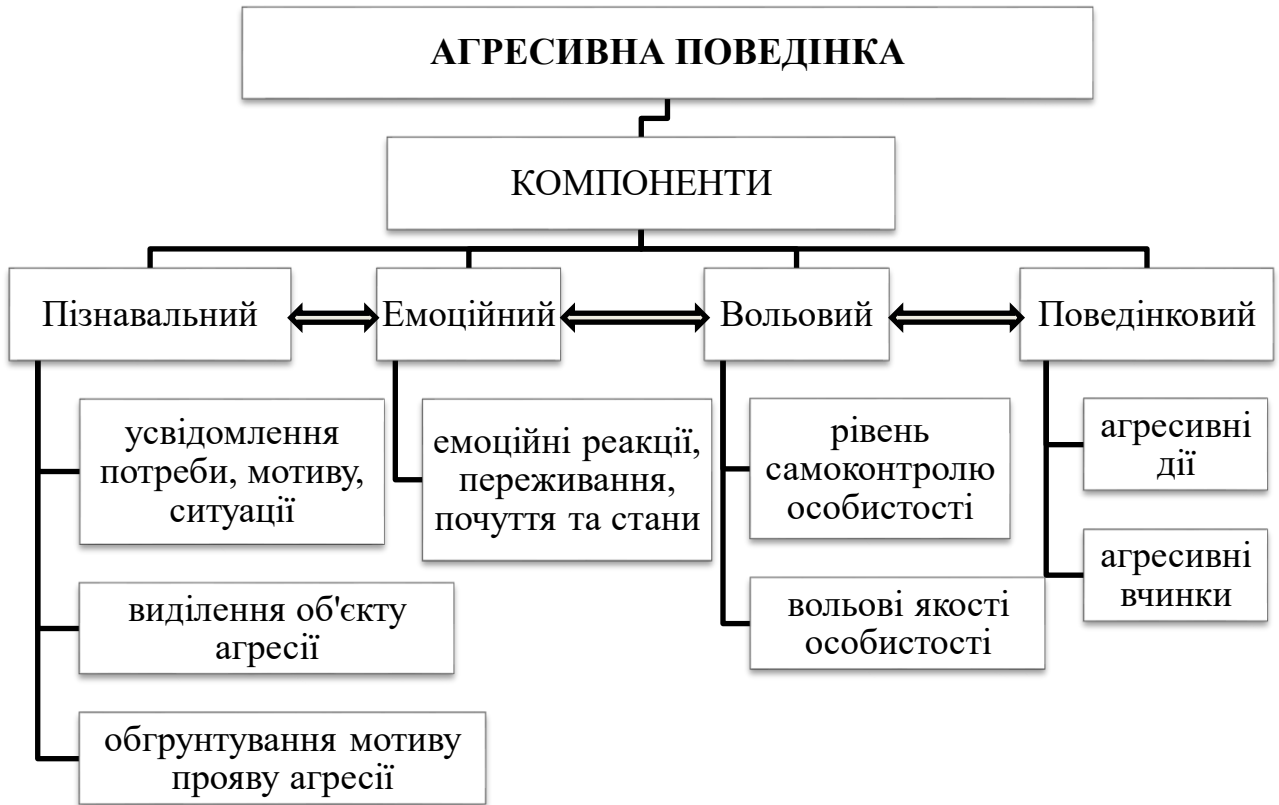 АГРЕСИВНА ПОВЕДІНКА
КОМПОНЕНТИ
Пізнавальний
Емоційний
Вольовий
Поведінковий
усвідомлення
потреби, мотиву,
ситуації
виділення об'єкту
агресії
обгрунтування мотиву
прояву агресії
емоційні реакції,
переживання,
почуття та стани
рівень
самоконтролю
особистості
вольові якості
особистості
агресивні
дії
агресивні
вчинки